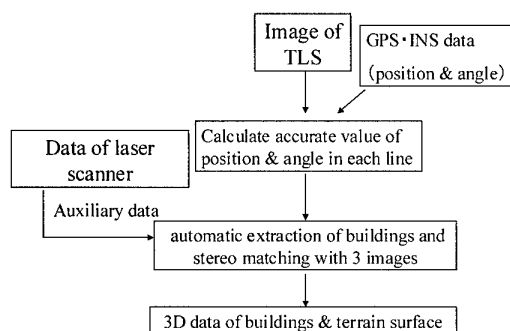 Image of
TLS
GPS・INS data
(position & angle)
Calculate accurate value of
position & angle in each line
Data of laser
scanner
Auxiliary data
automatic extraction of buildings and
stereo matching with 3 images
3D data of buildings & terrain surface